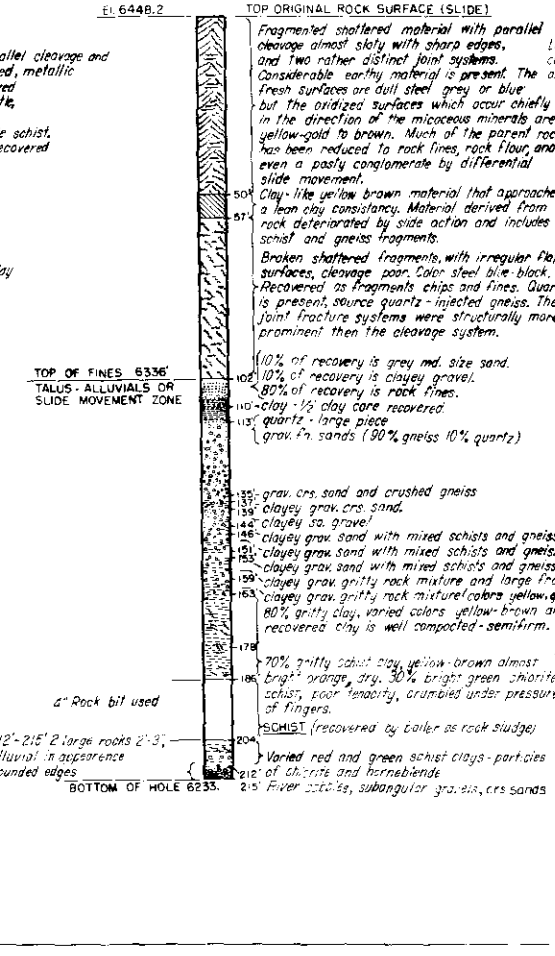 El. 6448.2
TOP ORIGINAL ROCK SURFACE (SLIDE)
allel cleavage and
ed, metallic
red
tle,
e schist.
ecovered
lay
Fragmented shattered material with parallel
cleavage almost slaty with sharp edges,
and two rather distinct joint systems.
Considerable earthy material is present. The
fresh surfaces are dull steel grey or blue
but the oxidized surfaces which occur chiefly
in the direction of the micaceous minerals are
yellow-gold to brown. Much of the parent rock
has been reduced to rock fines, rock flour, and
even a pasty conglomerate by differential
slide movement.
50'
Clay-like yellow brown material that approache
a lean clay consistancy. Material derived from
57'
rock deteriorated by slide action and includes
schist and gneiss fragments.
Broken shattered fragments, with irregular fla
surfaces, cleavage poor. Color steel blue-black.
Recovered as fragments chips and fines. Quar
is present, source quartz-injected gneiss. The
joint fracture systems were structurally more
prominent then the cleavage system.
10% of recovery is grey md. size sand.
TOP OF FINES 6336'
102'
10% of recovery is clayey gravel.
TALUS-ALLUVIALS OR
SLIDE MOVEMENT ZONE
80% of recovery is rock fines.
110' clay - 1/2' clay core recovered.
113' quartz - large piece
grav. fn. sands (90% gneiss 10% quartz)
135' grav. crs. sand and crushed gneiss
137' clayey grav. crs. sand.
139'
144' clayey sa. gravel
146' clayey grav. sand with mixed schists and gneiss
151' clayey grav. sand with mixed schists and gneis
153' clayey grav. sand with mixed schists and gneiss
159' clayey grav. gritty rock mixture and large fra
163' clayey grav. gritty rock mixture (colors yellow, g
80% gritty clay, varied colors yellow-brown a
recovered clay is well compacted-semifirm.
178'
70% gritty schist clay, yellow-brown almost
186' bright orange, dry. 30% bright green chlorite
schist, poor tenacity, crumbled under pressure
of fingers.
Rock bit used
SCHIST (recovered by bailer as rock sludge)
204'
12'-215' 2 large rocks 2'-3',
lluvial in appearence
ounded edges
Varied red and green schist clays-particles
212' of chlorite and horneblende
BOTTOM OF HOLE 6233.
215' River cobbles, subangular gravels, crs sands